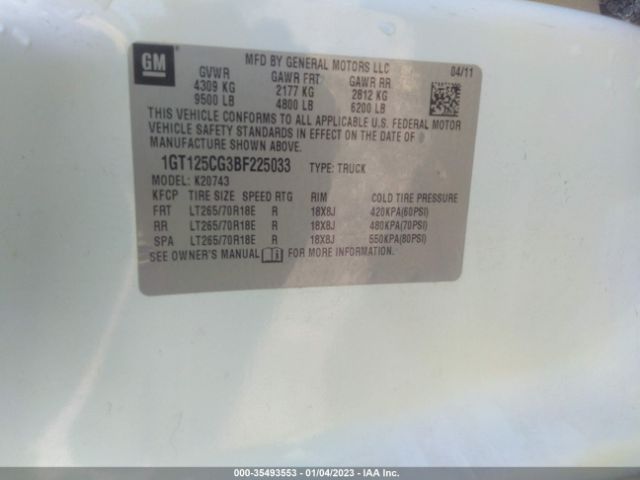 GM
MFD BY GENERAL MOTORS LLC 04/11
GVWR GAWR FRT GAWR RR
4309 KG 2177 KG 2812 KG
9500 LB 4800 LB 6200 LB
THIS VEHICLE CONFORMS TO ALL APPLICABLE U.S. FEDERAL MOTOR
VEHICLE SAFETY STANDARDS IN EFFECT ON THE DATE OF
MANUFACTURE SHOWN ABOVE.
1GT125CG3BF225033 TYPE: TRUCK
MODEL: K20743
KFCP TIRE SIZE SPEED RTG RIM COLD TIRE PRESSURE
FRT LT265/70R18E R 18X8J 420KPA(60PSI)
RR LT265/70R18E R 18X8J 480KPA(70PSI)
SPA LT265/70R18E R 18X8J 550KPA(80PSI)
SEE OWNER'S MANUAL FOR MORE INFORMATION.
000-35493553 - 01/04/2023 - IAA Inc.